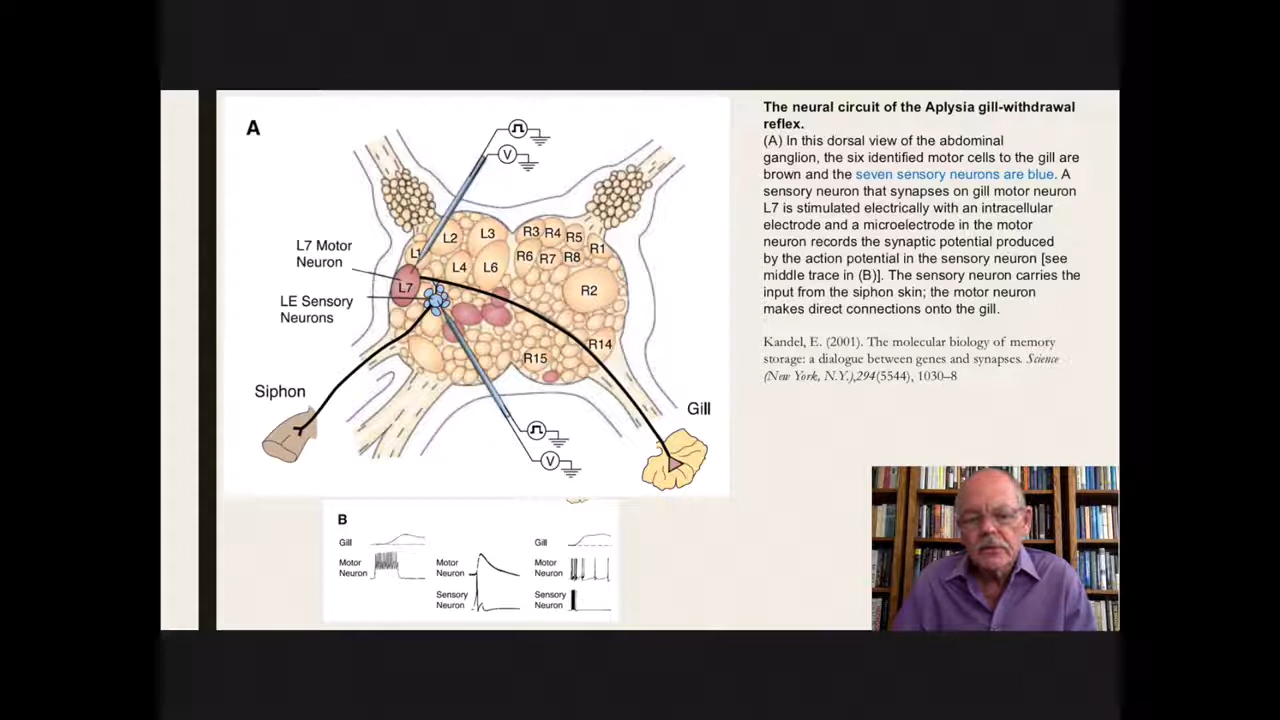 A
L7 Motor
Neuron
LE Sensory
Neurons
Siphon
Gill
V
V
L1
L2
L3
L4
L6
L7
R3
R4
R5
R1
R6
R7
R8
R2
R14
R15
B
Gill
Motor
Neuron
Motor
Neuron
Sensory
Neuron
Gill
Motor
Neuron
Sensory
Neuron
The neural circuit of the Aplysia gill-withdrawal
reflex.
(A) In this dorsal view of the abdominal
ganglion, the six identified motor cells to the gill are
brown and the seven sensory neurons are blue. A
sensory neuron that synapses on gill motor neuron
L7 is stimulated electrically with an intracellular
electrode and a microelectrode in the motor
neuron records the synaptic potential produced
by the action potential in the sensory neuron [see
middle trace in (B)]. The sensory neuron carries the
input from the siphon skin; the motor neuron
makes direct connections onto the gill.
Kandel, E. (2001). The molecular biology of memory
storage: a dialogue between genes and synapses. Science
(New York, N.Y.),294(5544), 1030–8